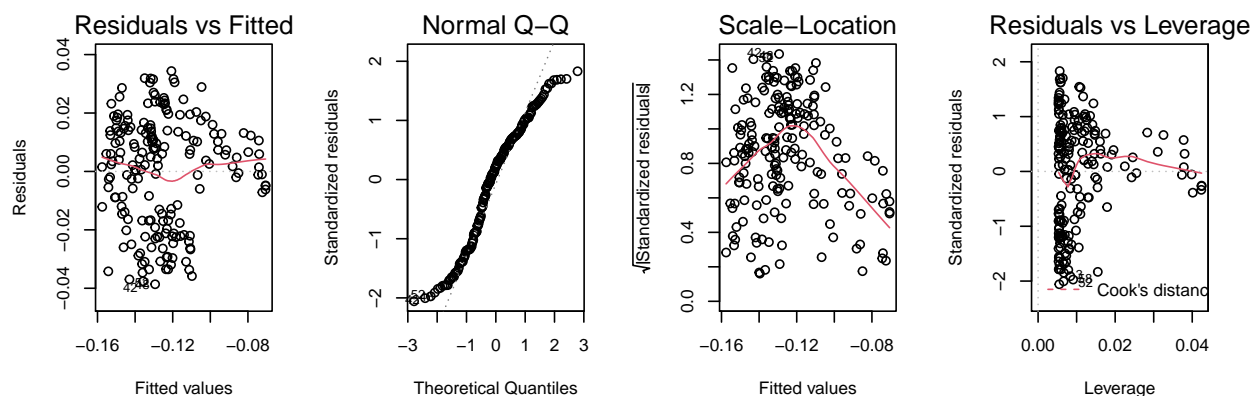 Residuals vs Fitted
Residuals
0.04
0.02
0.00
−0.02
−0.04
−0.16
−0.12
−0.08
Fitted values
Normal Q−Q
Standardized residuals
2
1
0
−1
−2
−3
−1
0
1
2
3
Theoretical Quantiles
Scale−Location
√|Standardized residuals|
1.2
0.8
0.4
0.0
−0.16
−0.12
−0.08
Fitted values
Residuals vs Leverage
Standardized residuals
2
1
0
−1
−2
Cook's distanc
0.00
0.02
0.04
Leverage